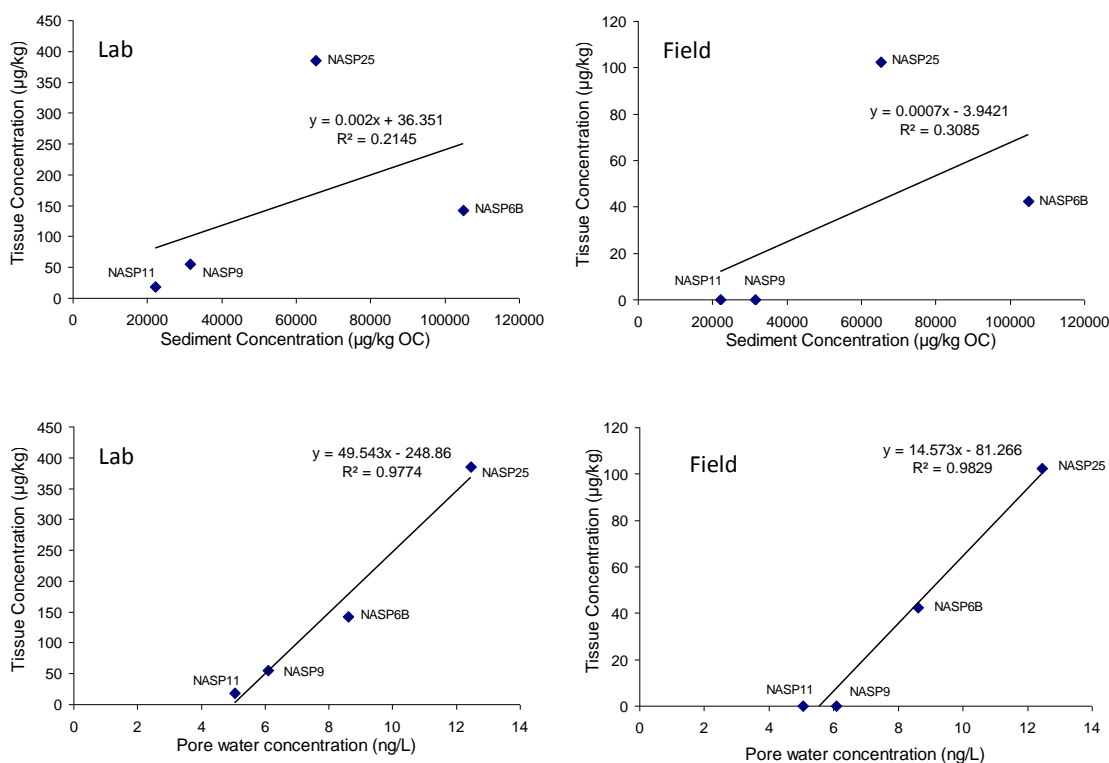 Lab
Tissue Concentration (µg/kg)
450
400
350
300
250
200
150
100
50
0
NASP25
y = 0.002x + 36.351
R² = 0.2145
NASP6B
NASP11
NASP9
0 20000 40000 60000 80000 100000 120000
Sediment Concentration (µg/kg OC)
Field
Tissue Concentration (µg/kg)
120
100
80
60
40
20
0
NASP25
y = 0.0007x - 3.9421
R² = 0.3085
NASP6B
NASP11
NASP9
0 20000 40000 60000 80000 100000 120000
Sediment Concentration (µg/kg OC)
Lab
Tissue Concentration (µg/kg)
450
400
350
300
250
200
150
100
50
0
y = 49.543x - 248.86
R² = 0.9774
NASP25
NASP6B
NASP11
NASP9
0 2 4 6 8 10 12 14
Pore water concentration (ng/L)
Field
Tissue Concentration (µg/kg)
120
100
80
60
40
20
0
y = 14.573x - 81.266
R² = 0.9829
NASP25
NASP6B
NASP11
NASP9
0 2 4 6 8 10 12 14
Pore water concentration (ng/L)